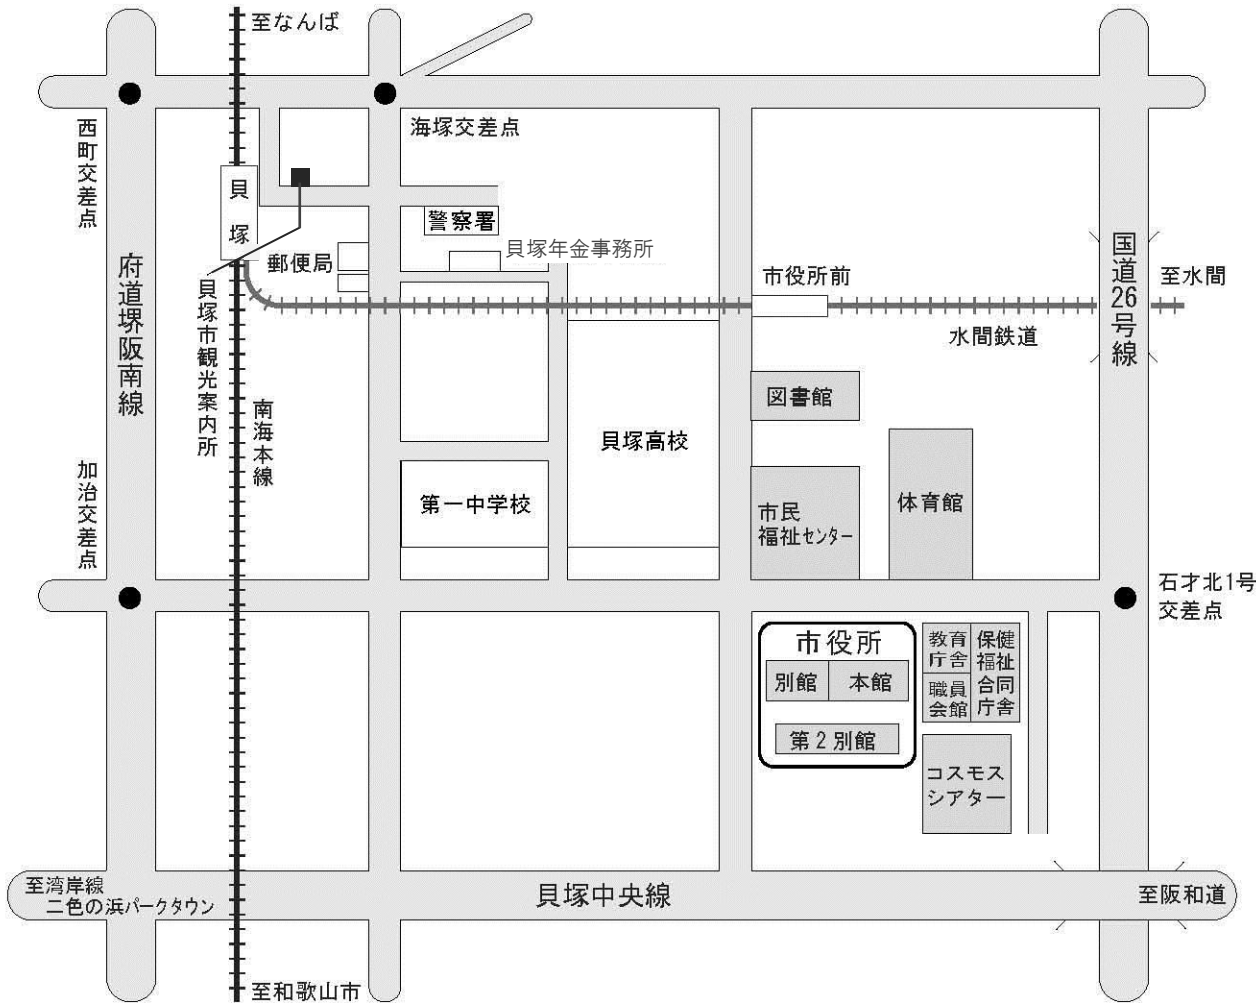 至なんば
海塚交差点
西町交差点
貝塚
警察署
貝塚年金事務所
郵便局
府道堺阪南線
貝塚市観光案内所
南海本線
市役所前
国道26号線
至水間
水間鉄道
図書館
貝塚高校
第一中学校
市民
福祉センター
体育館
加治交差点
石才北1号
交差点
市役所
別館
本館
第2別館
教育
庁舎
職員
会館
保健
福祉
合同
庁舎
コスモス
シアター
至湾岸線
二色の浜パークタウン
貝塚中央線
至阪和道
至和歌山市